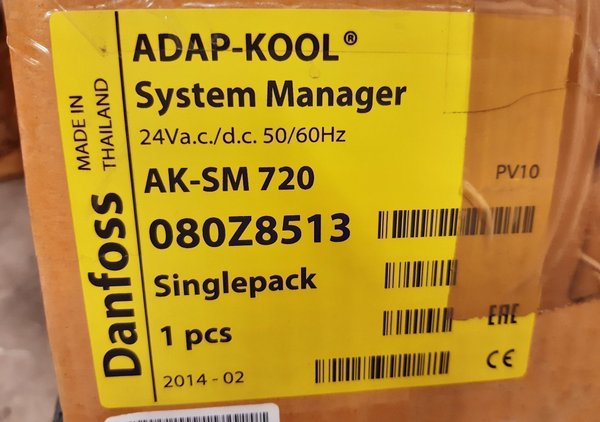 ADAP-KOOL®
System Manager
24Va.c./d.c. 50/60Hz
AK-SM 720
PV10
080Z8513
Singlepack
1 pcs
EAC
2014 - 02
CE
MADE IN
THAILAND
Danfoss